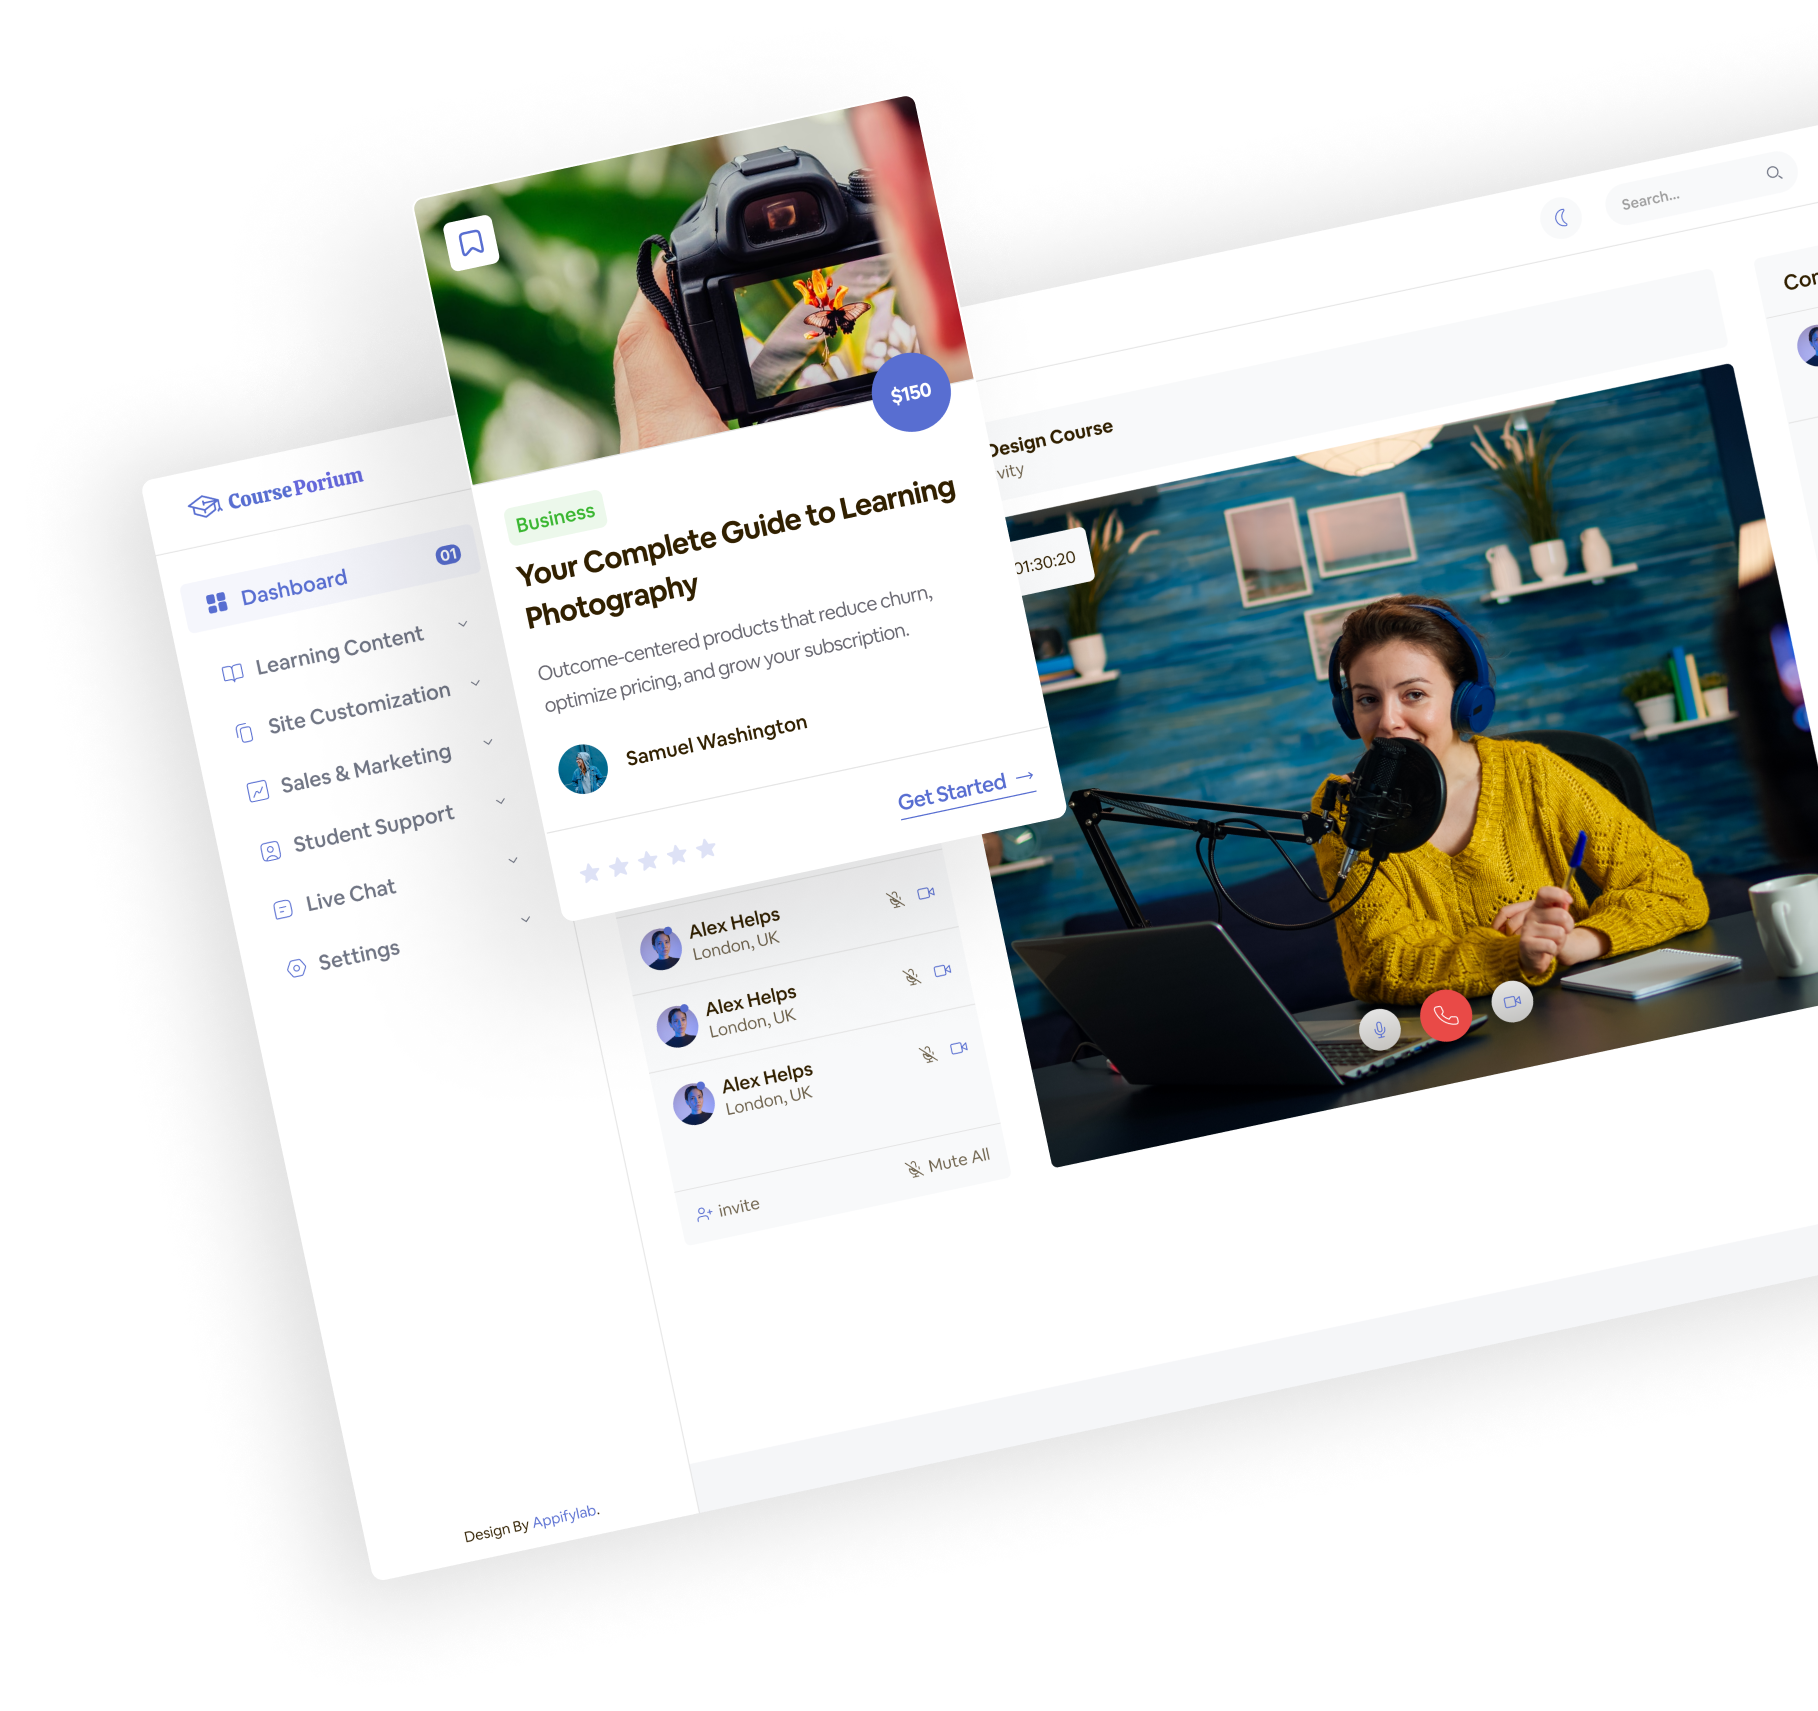 CoursePorium
Dashboard
01
Learning Content
Site Customization
Sales & Marketing
Student Support
Live Chat
Settings
Design By Appifylab.
$150
Business
Your Complete Guide to Learning
Photography
Outcome-centered products that reduce churn,
optimize pricing, and grow your subscription.
Samuel Washington
Get Started
Alex Helps
London, UK
Alex Helps
London, UK
Alex Helps
London, UK
Mute All
invite
Search...
Design Course
01:30:20